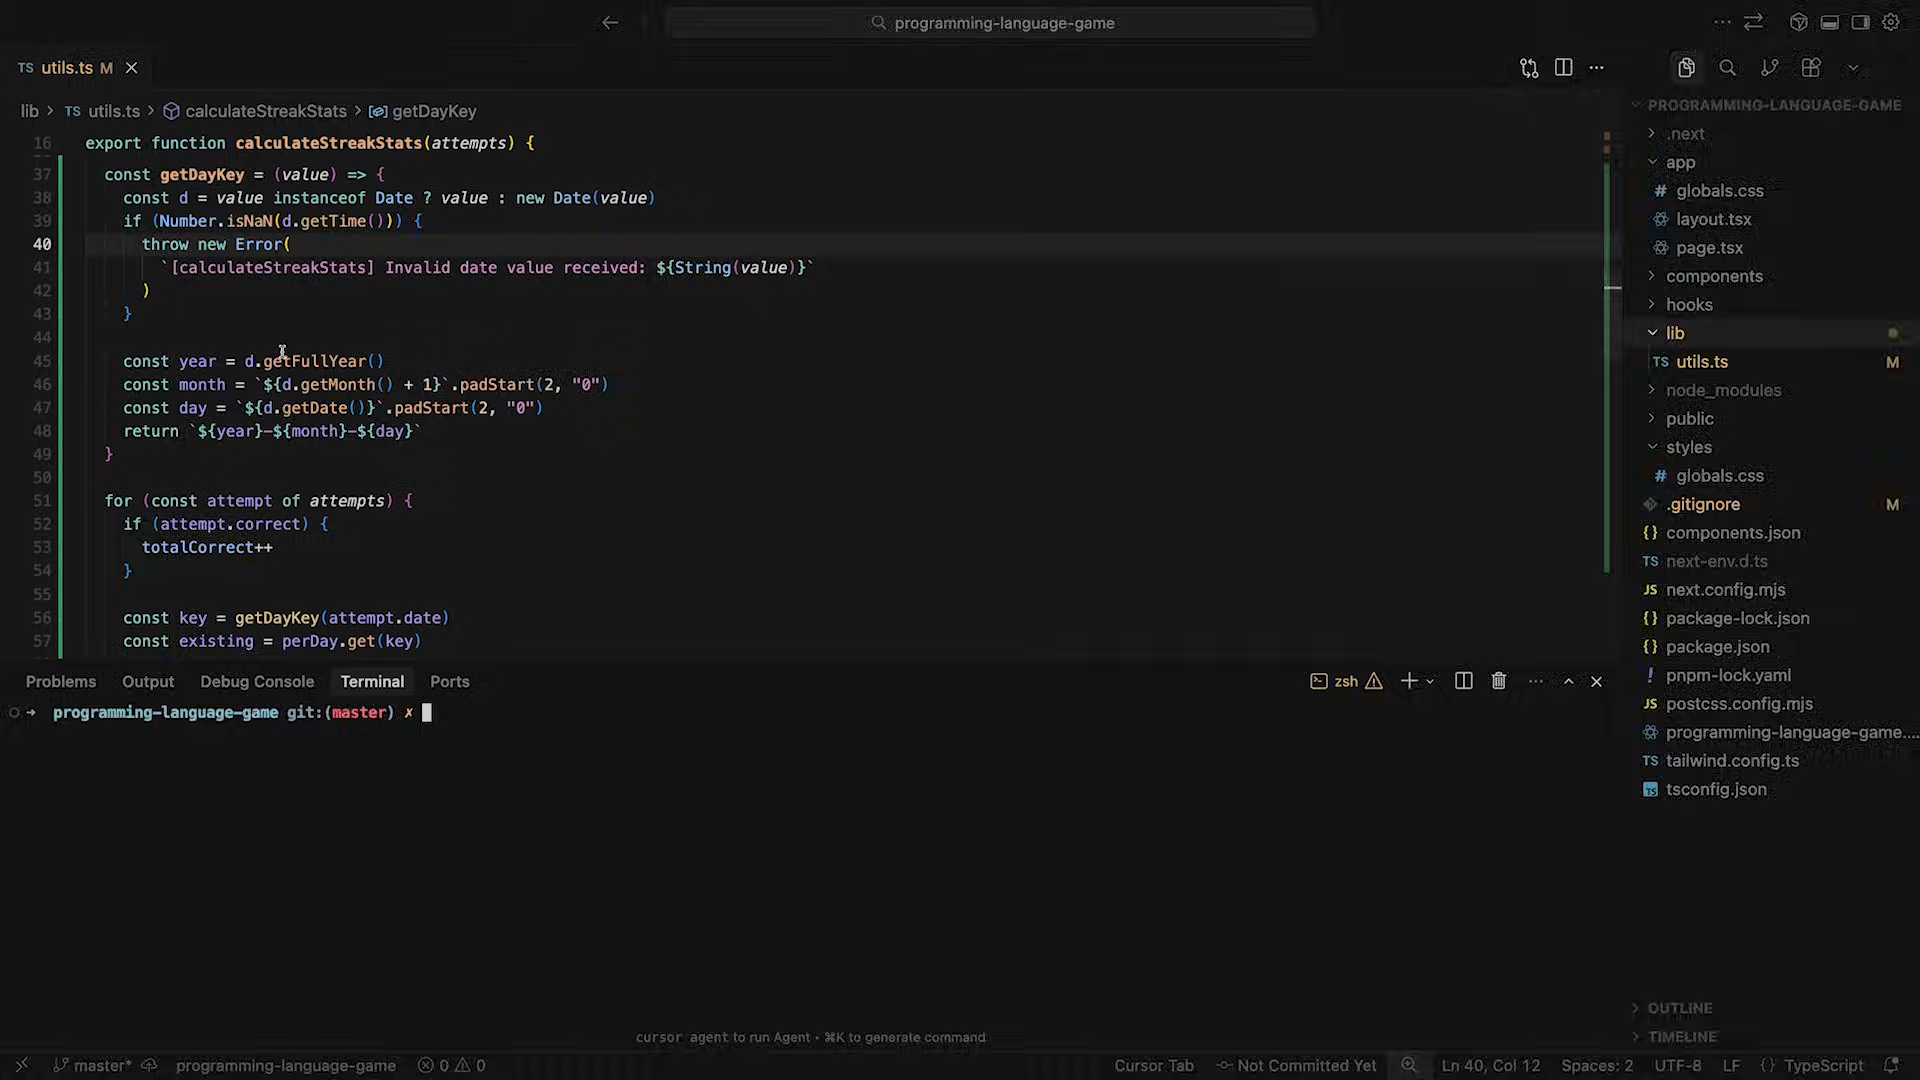 programming-language-game
TS utils.ts M
lib > TS utils.ts > calculateStreakStats > getDayKey
16 export function calculateStreakStats(attempts) {
37 const getDayKey = (value) => {
38 const d = value instanceof Date ? value : new Date(value)
39 if (Number.isNaN(d.getTime())) {
40 throw new Error(
41 `[calculateStreakStats] Invalid date value received: ${String(value)}`
42 )
43 }
44
45 const year = d.getFullYear()
46 const month = `${d.getMonth() + 1}`.padStart(2, "0")
47 const day = `${d.getDate()}`.padStart(2, "0")
48 return `${year}-${month}-${day}`
49 }
50
51 for (const attempt of attempts) {
52 if (attempt.correct) {
53 totalCorrect++
54 }
55
56 const key = getDayKey(attempt.date)
57 const existing = perDay.get(key)
Problems Output Debug Console Terminal Ports
zsh
programming-language-game git:(master) ✗
cursor agent to run Agent • ⌘K to generate command
PROGRAMMING-LANGUAGE-GAME
.next
app
# globals.css
layout.tsx
page.tsx
components
hooks
lib
TS utils.ts M
node_modules
public
styles
# globals.css
.gitignore M
{} components.json
TS next-env.d.ts
JS next.config.mjs
{} package-lock.json
{} package.json
! pnpm-lock.yaml
JS postcss.config.mjs
programming-language-game....
TS tailwind.config.ts
TS tsconfig.json
OUTLINE
TIMELINE
master* programming-language-game 0 0 Cursor Tab Not Committed Yet Ln 40, Col 12 Spaces: 2 UTF-8 LF {} TypeScript